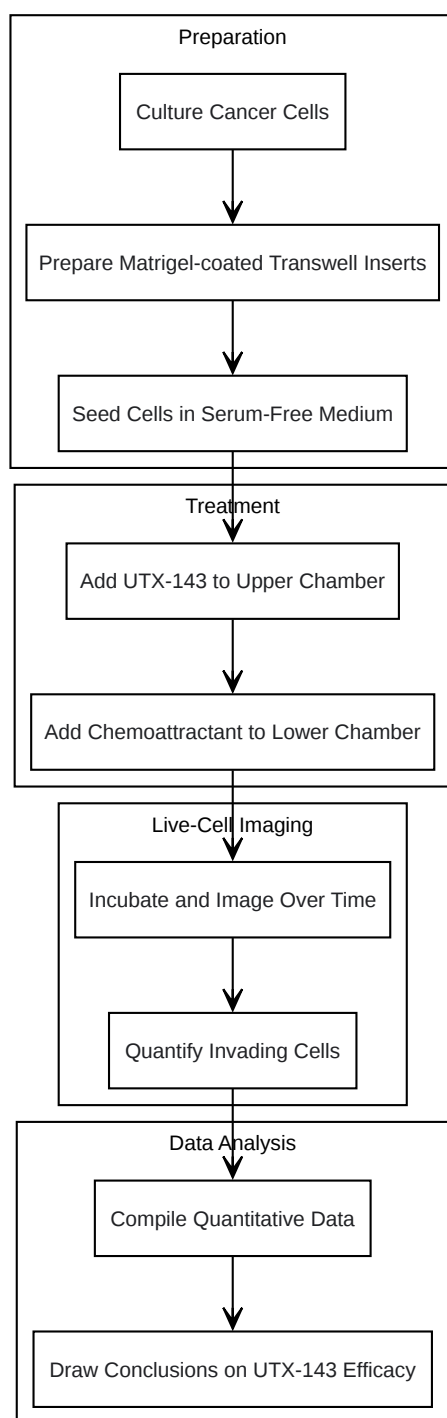 Preparation
Culture Cancer Cells
Prepare Matrigel-coated Transwell Inserts
Seed Cells in Serum-Free Medium
Treatment
Add UTX-143 to Upper Chamber
Add Chemoattractant to Lower Chamber
Live-Cell Imaging
Incubate and Image Over Time
Quantify Invading Cells
Data Analysis
Compile Quantitative Data
Draw Conclusions on UTX-143 Efficacy